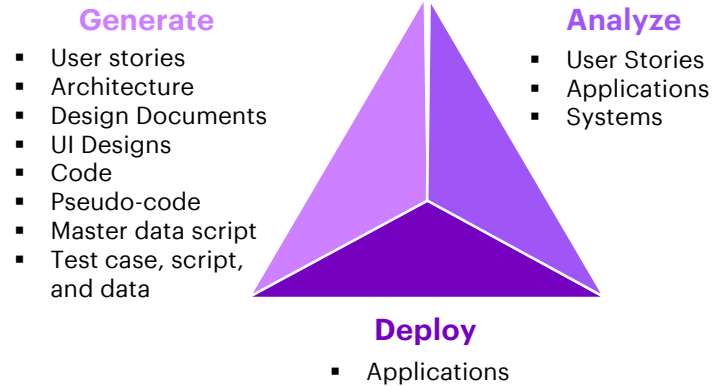 Generate
▪ User stories
▪ Architecture
▪ Design Documents
▪ UI Designs
▪ Code
▪ Pseudo-code
▪ Master data script
▪ Test case, script,
and data
Analyze
▪ User Stories
▪ Applications
▪ Systems
Deploy
▪ Applications